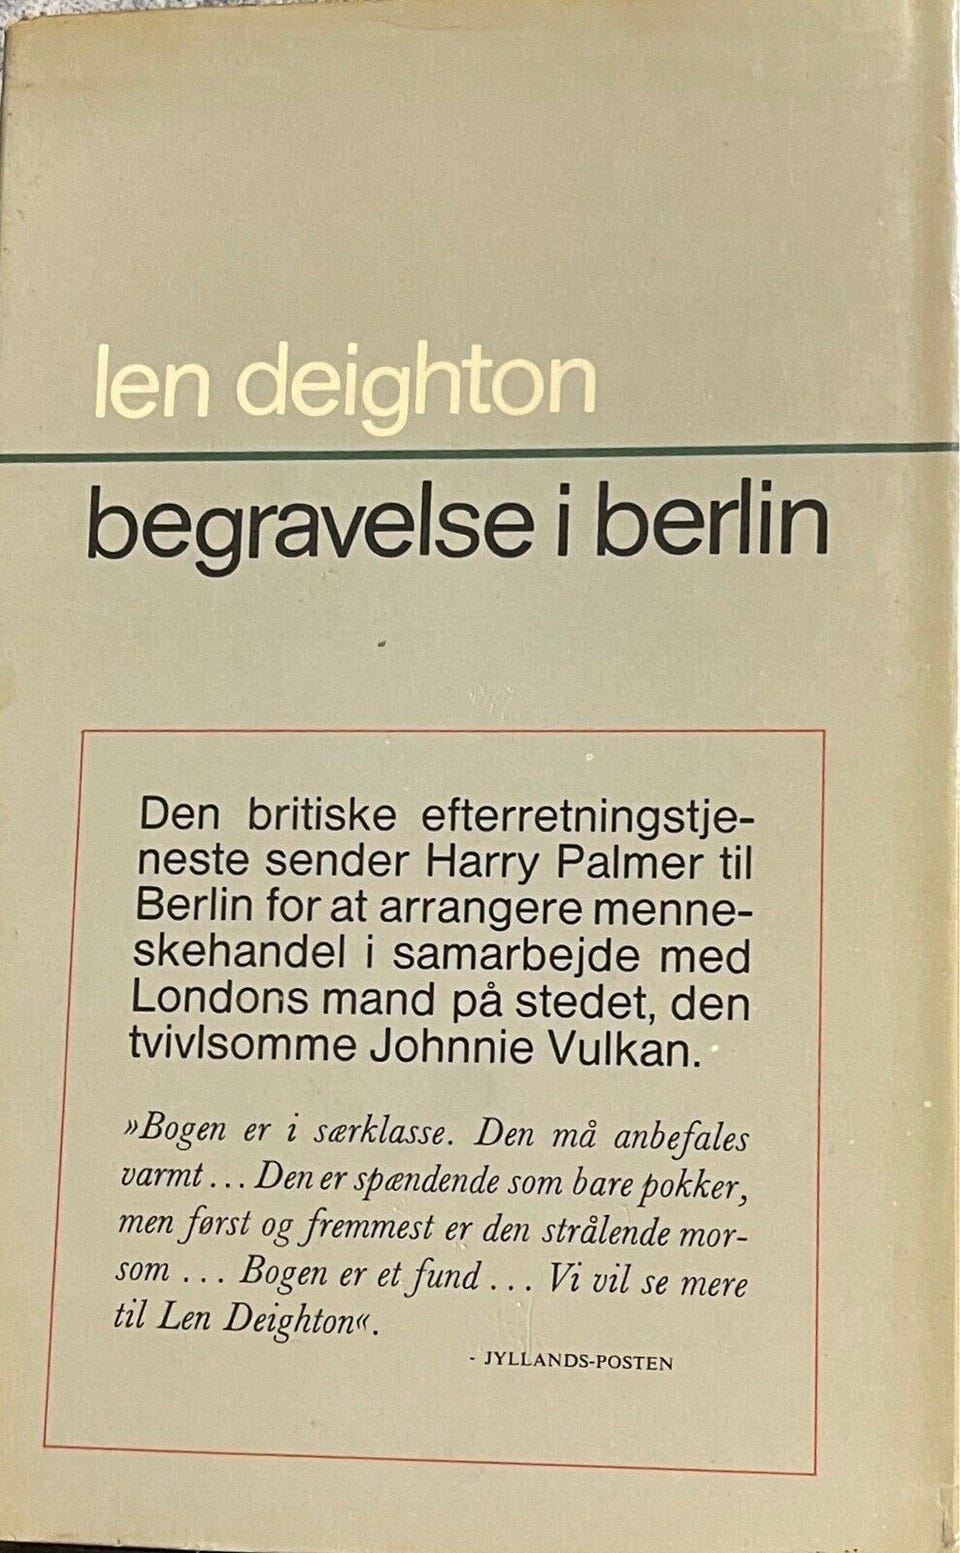 len deighton
begravelse i berlin
Den britiske efterretningstje-
neste sender Harry Palmer til
Berlin for at arrangere menne-
skehandel i samarbejde med
Londons mand på stedet, den
tvivlsomme Johnnie Vulkan.
»Bogen er i særklasse. Den må anbefales
varmt ... Den er spændende som bare pokker,
men først og fremmest er den strålende mor-
som ... Bogen er et fund ... Vi vil se mere
til Len Deighton«.
- JYLLANDS-POSTEN